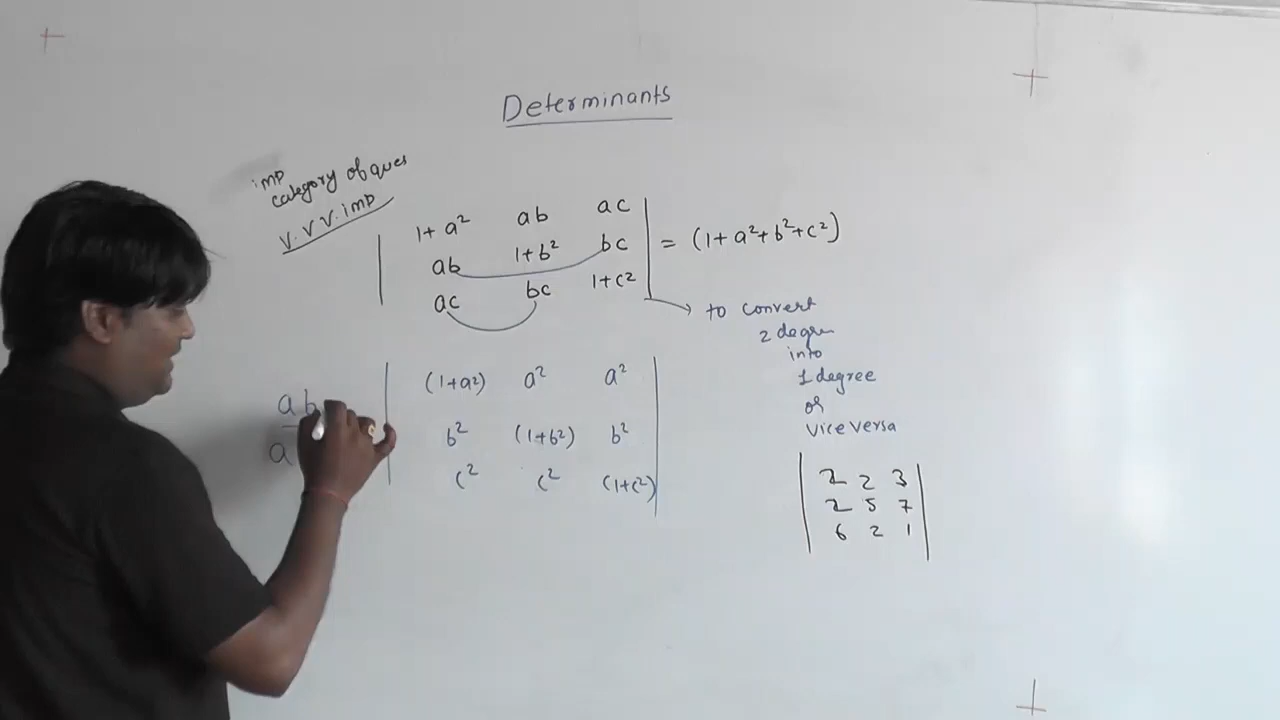 Determinants
imp
category of ques
V.V.V.imp
1+a² ab ac
ab 1+b² bc = (1+a²+b²+c²)
ac bc 1+c²
to convert
2 degree
into
1 degree
or
vice versa
(1+a²) a² a²
b² (1+b²) b²
c² c² (1+c²)
ab
a
2 2 3
2 5 7
6 2 1